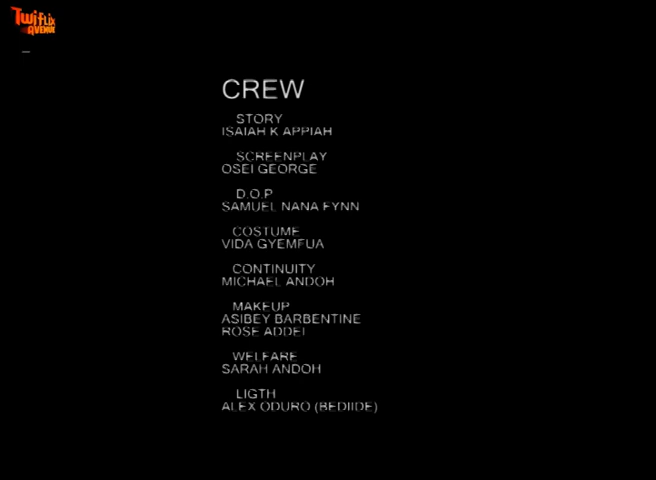 Twiflix
AVENUE
CREW
STORY
ISAIAH K APPIAH
SCREENPLAY
OSEI GEORGE
D.O.P
SAMUEL NANA FYNN
COSTUME
VIDA GYEMFUA
CONTINUITY
MICHAEL ANDOH
MAKEUP
ASIBEY BARBENTINE
ROSE ADDEI
WELFARE
SARAH ANDOH
LIGTH
ALEX ODURO (BEDIIDE)